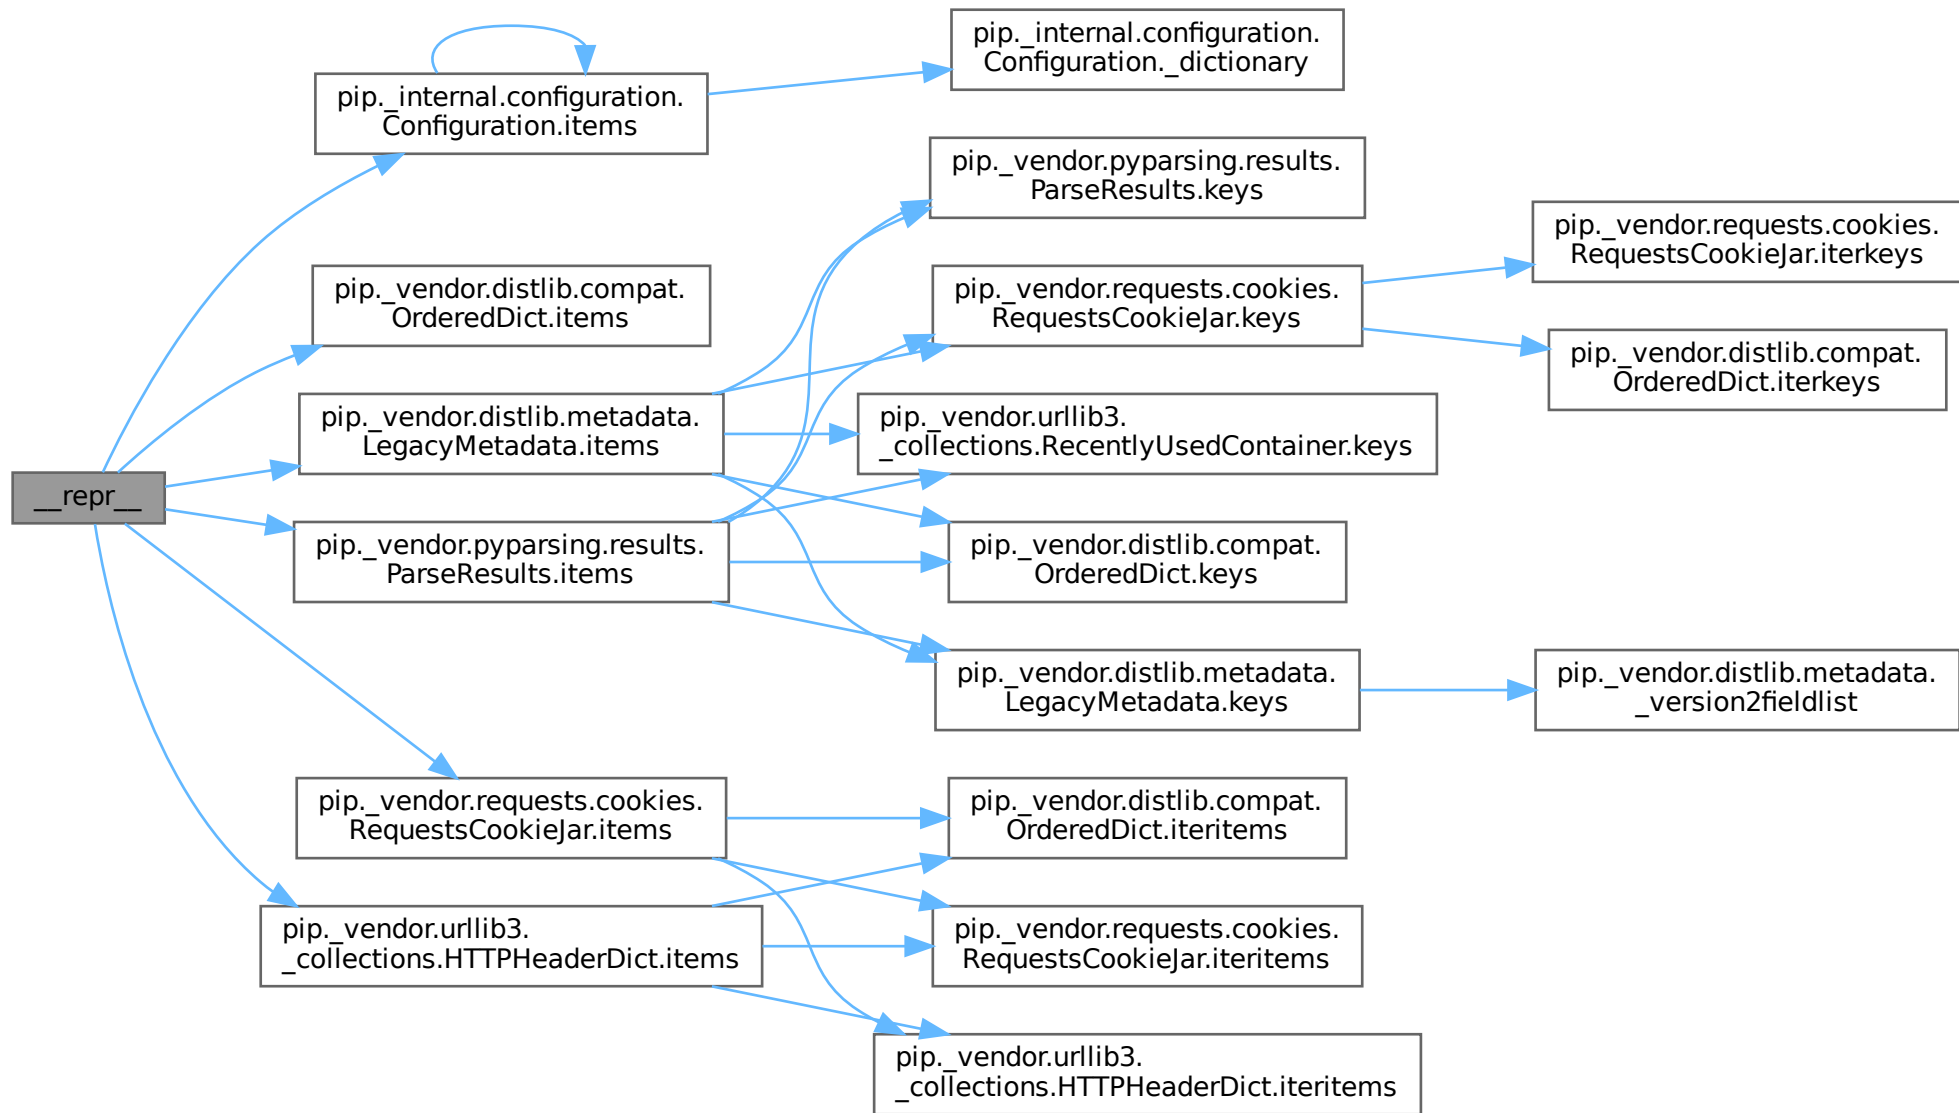 __repr__
pip._internal.configuration.
Configuration.items
pip._vendor.distlib.compat.
OrderedDict.items
pip._vendor.distlib.metadata.
LegacyMetadata.items
pip._vendor.pyparsing.results.
ParseResults.items
pip._vendor.requests.cookies.
RequestsCookieJar.items
pip._vendor.urllib3.
_collections.HTTPHeaderDict.items
pip._internal.configuration.
Configuration._dictionary
pip._vendor.pyparsing.results.
ParseResults.keys
pip._vendor.requests.cookies.
RequestsCookieJar.keys
pip._vendor.urllib3.
_collections.RecentlyUsedContainer.keys
pip._vendor.distlib.compat.
OrderedDict.keys
pip._vendor.distlib.metadata.
LegacyMetadata.keys
pip._vendor.distlib.compat.
OrderedDict.iteritems
pip._vendor.requests.cookies.
RequestsCookieJar.iteritems
pip._vendor.urllib3.
_collections.HTTPHeaderDict.iteritems
pip._vendor.requests.cookies.
RequestsCookieJar.iterkeys
pip._vendor.distlib.compat.
OrderedDict.iterkeys
pip._vendor.distlib.metadata.
_version2fieldlist